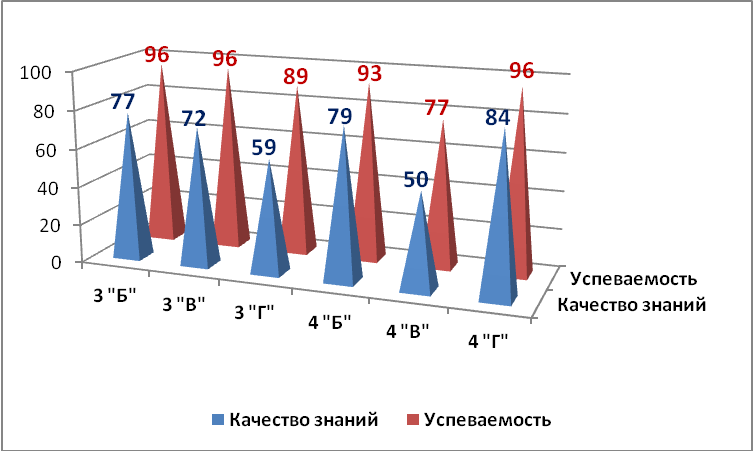 100
80
60
40
20
0
77
72
59
79
50
84
96
96
89
93
77
96
3 "Б"
3 "В"
3 "Г"
4 "Б"
4 "В"
4 "Г"
Успеваемость
Качество знаний
Качество знаний
Успеваемость